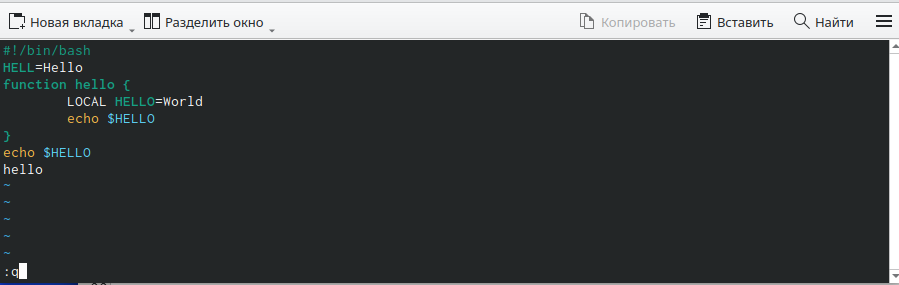 Новая вкладка Разделить окно Копировать Вставить Найти
#!/bin/bash
HELL=Hello
function hello {
        LOCAL HELLO=World
        echo $HELLO
}
echo $HELLO
hello
~
~
~
~
~
:q